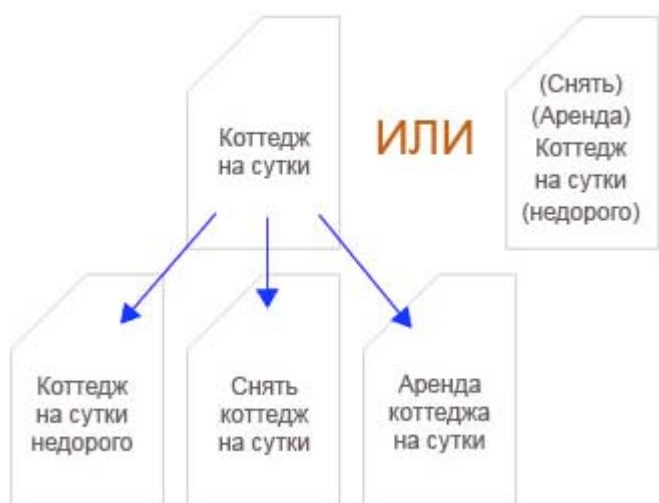 Коттедж
на сутки
ИЛИ
(Снять)
(Аренда)
Коттедж
на сутки
(недорого)
Коттедж
на сутки
недорого
Снять
коттедж
на сутки
Аренда
коттеджа
на сутки